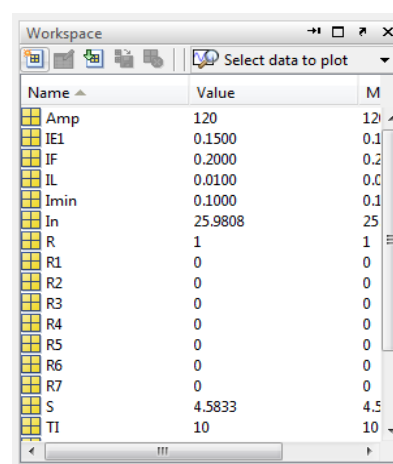 Workspace
Select data to plot
Name Value M
Amp 120 12
IE1 0.1500 0.1
IF 0.2000 0.2
IL 0.0100 0.0
Imin 0.1000 0.1
In 25.9808 25
R 1 1
R1 0 0
R2 0 0
R3 0 0
R4 0 0
R5 0 0
R6 0 0
R7 0 0
S 4.5833 4.5
TI 10 10